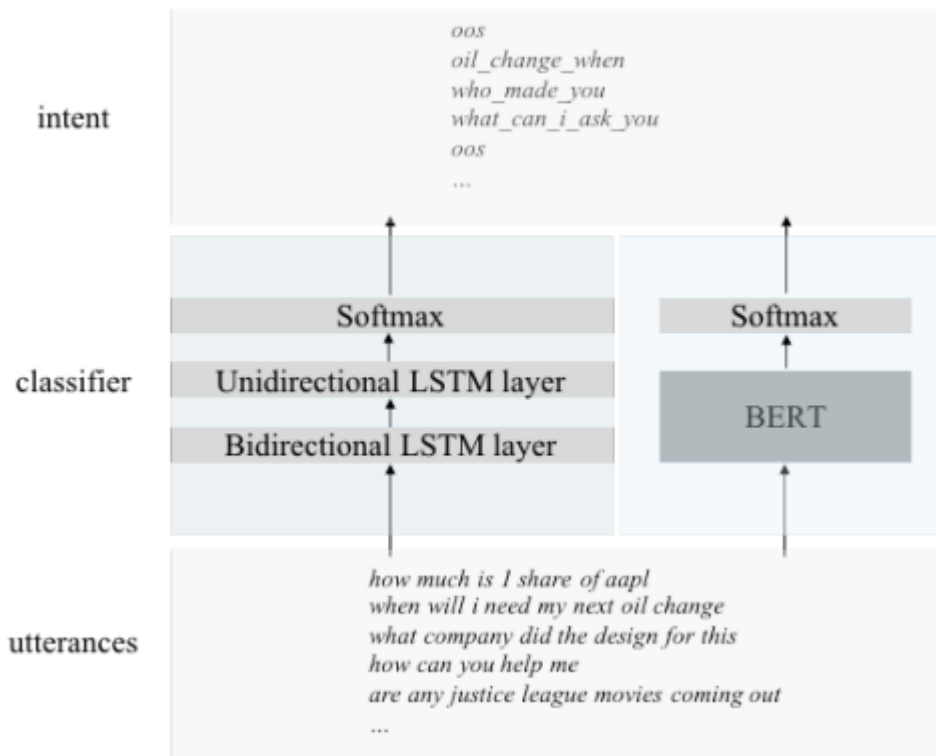 oos
oil_change_when
who_made_you
what_can_i_ask_you
oos
...
intent
Softmax
Softmax
Unidirectional LSTM layer
classifier
BERT
Bidirectional LSTM layer
how much is 1 share of aapl
when will i need my next oil change
what company did the design for this
utterances
how can you help me
are any justice league movies coming out
...